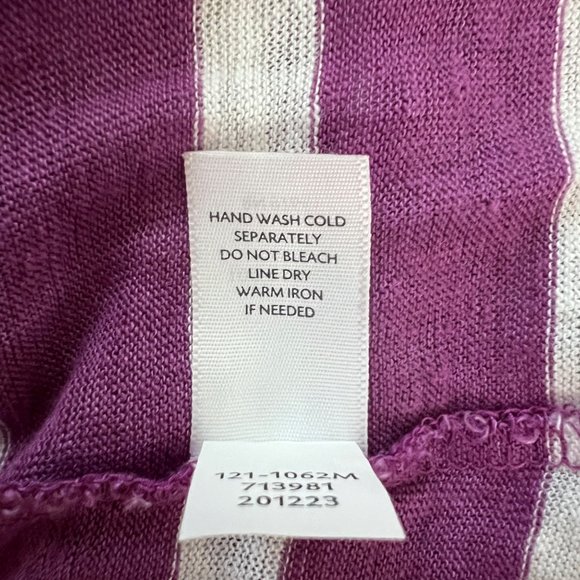 HAND WASH COLD
SEPARATELY
DO NOT BLEACH
LINE DRY
WARM IRON
IF NEEDED
121-1062M
713981
201223